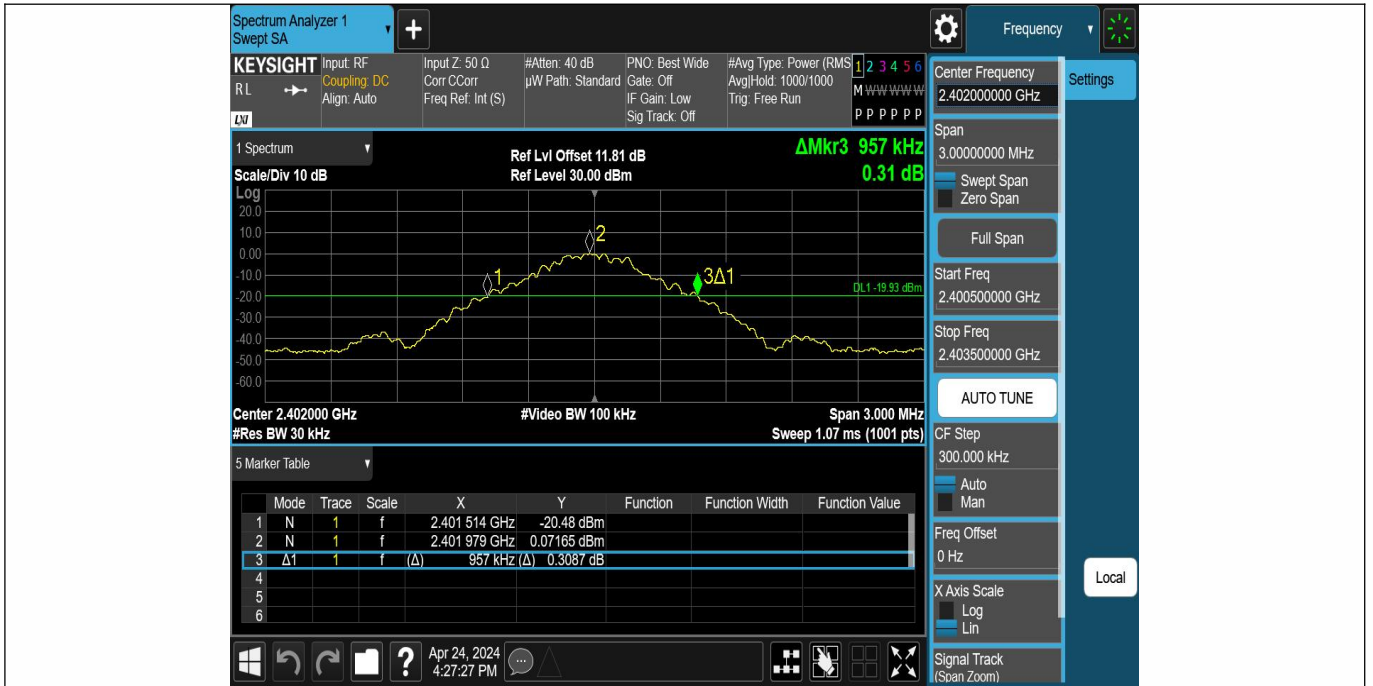 Spectrum Analyzer 1
Swept SA
+
Frequency
KEYSIGHT
RL
LXI
Input: RF
Coupling: DC
Align: Auto
Input Z: 50 Ω
Corr CCorr
Freq Ref: Int (S)
#Atten: 40 dB
µW Path: Standard
PNO: Best Wide
Gate: Off
IF Gain: Low
Sig Track: Off
#Avg Type: Power (RMS
Avg|Hold: 1000/1000
Trig: Free Run
1 2 3 4 5 6
M W W W W W
P P P P P P
1 Spectrum
Scale/Div 10 dB
Ref Lvl Offset 11.81 dB
Ref Level 30.00 dBm
ΔMkr3 957 kHz
0.31 dB
Log
20.0
10.0
0.00
-10.0
-20.0
-30.0
-40.0
-50.0
-60.0
1
2
3Δ1
DL1 -19.93 dBm
Center 2.402000 GHz
#Res BW 30 kHz
#Video BW 100 kHz
Span 3.000 MHz
Sweep 1.07 ms (1001 pts)
5 Marker Table
Mode Trace Scale X Y Function Function Width Function Value
1 N 1 f 2.401 514 GHz -20.48 dBm
2 N 1 f 2.401 979 GHz 0.07165 dBm
3 Δ1 1 f (Δ) 957 kHz (Δ) 0.3087 dB
4
5
6
?
Apr 24, 2024
4:27:27 PM
Center Frequency
2.402000000 GHz
Settings
Span
3.00000000 MHz
Swept Span
Zero Span
Full Span
Start Freq
2.400500000 GHz
Stop Freq
2.403500000 GHz
AUTO TUNE
CF Step
300.000 kHz
Auto
Man
Freq Offset
0 Hz
X Axis Scale
Log
Lin
Local
Signal Track
(Span Zoom)